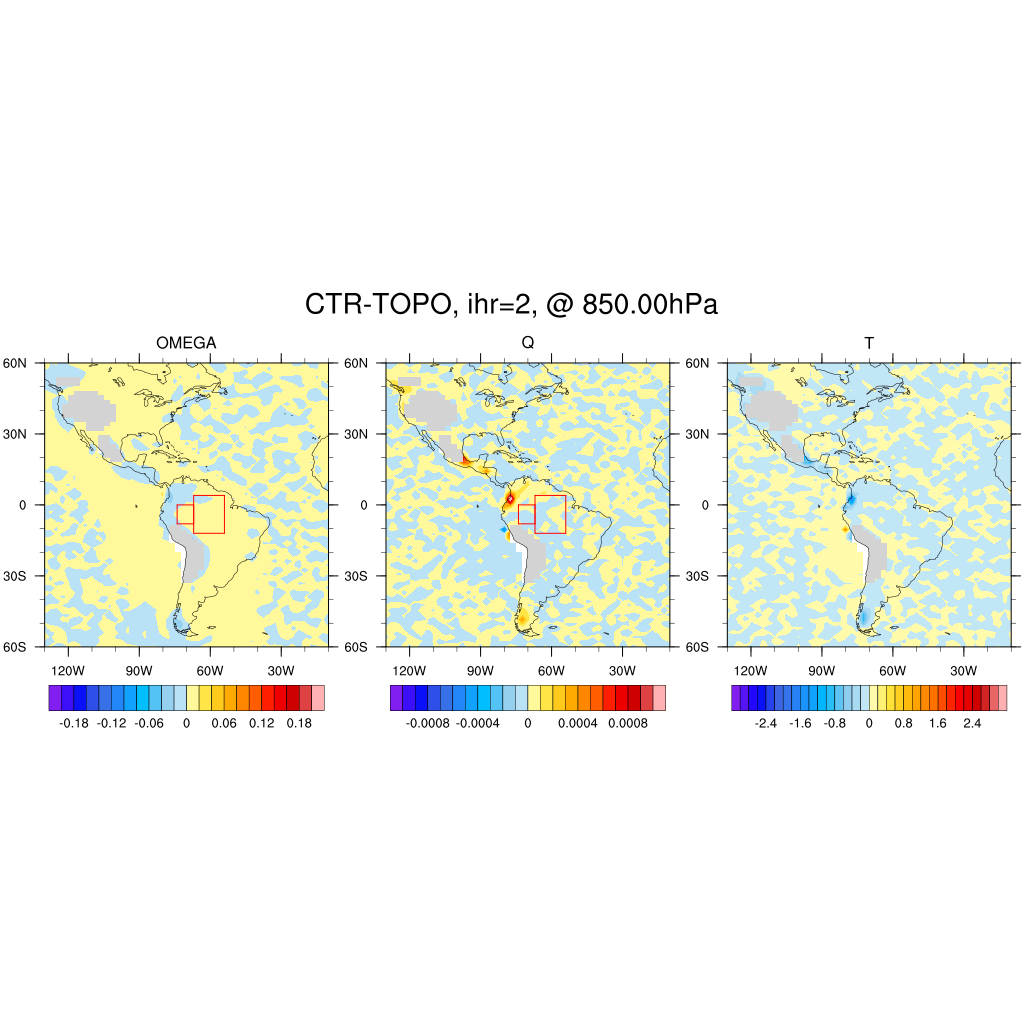 CTR-TOPO, ihr=2, @ 850.00hPa
OMEGA
60N
30N
0
30S
60S
120W 90W 60W 30W
-0.18 -0.12 -0.06 0 0.06 0.12 0.18
Q
60N
30N
0
30S
60S
120W 90W 60W 30W
-0.0008 -0.0004 0 0.0004 0.0008
T
60N
30N
0
30S
60S
120W 90W 60W 30W
-2.4 -1.6 -0.8 0 0.8 1.6 2.4